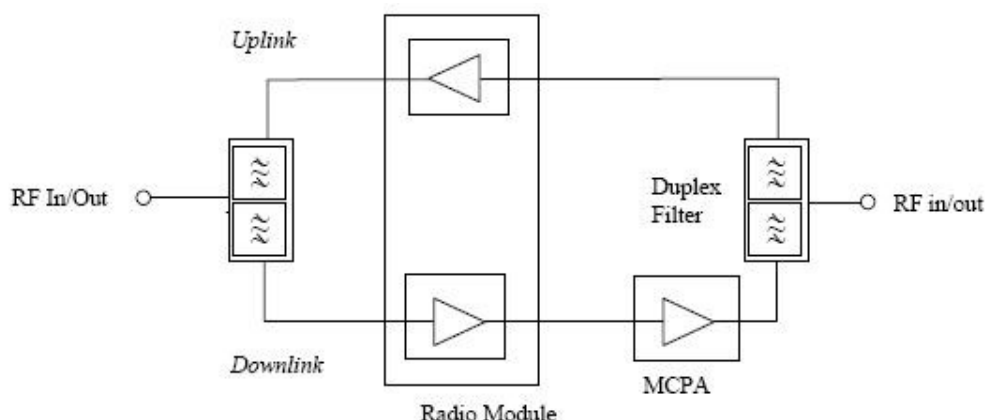 Uplink
RF In/Out
Duplex
Filter
RF in/out
Downlink
MCPA
Radio Module